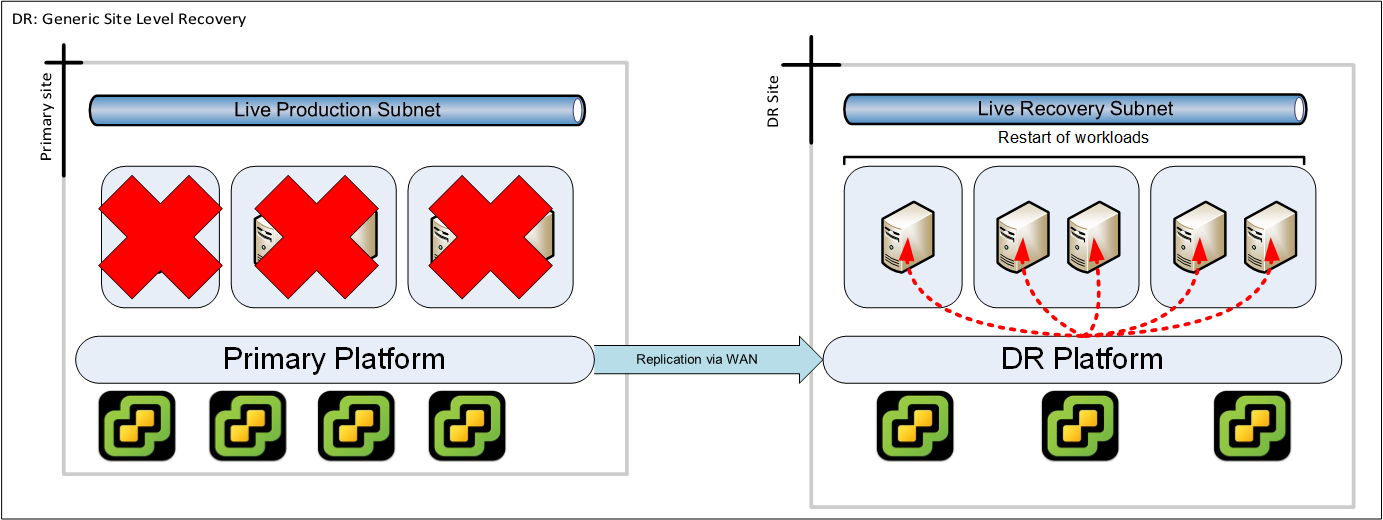 DR: Generic Site Level Recovery
Primary site
Live Production Subnet
Primary Platform
Replication via WAN
DR Site
Live Recovery Subnet
Restart of workloads
DR Platform